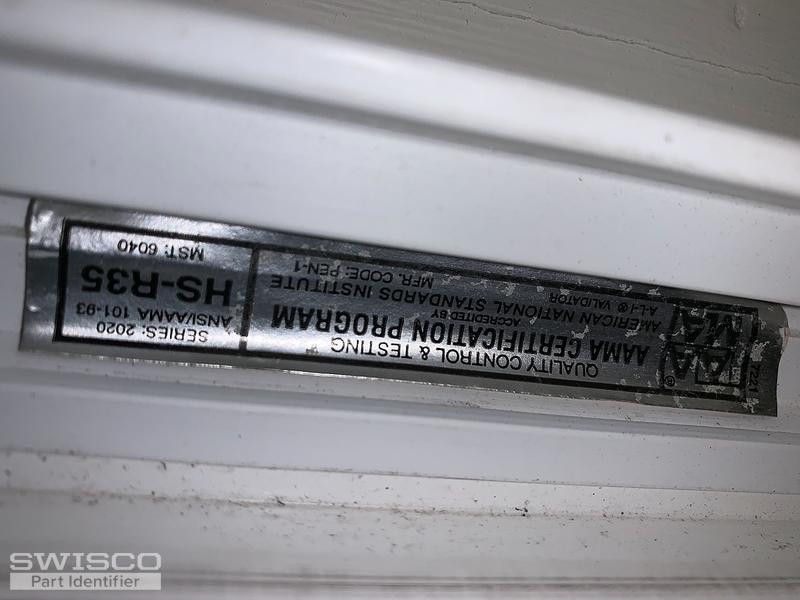 QUALITY CONTROL & TESTING
AAMA CERTIFICATION PROGRAM
ACCREDITED BY
AMERICAN NATIONAL STANDARDS INSTITUTE
A-L-I® VALIDATOR
MFR. CODE: PEN-1
AAMA®
SERIES: 2020
ANSI/AAMA 101-93
HS-R35
MST: 6040
SWISCO
Part Identifier